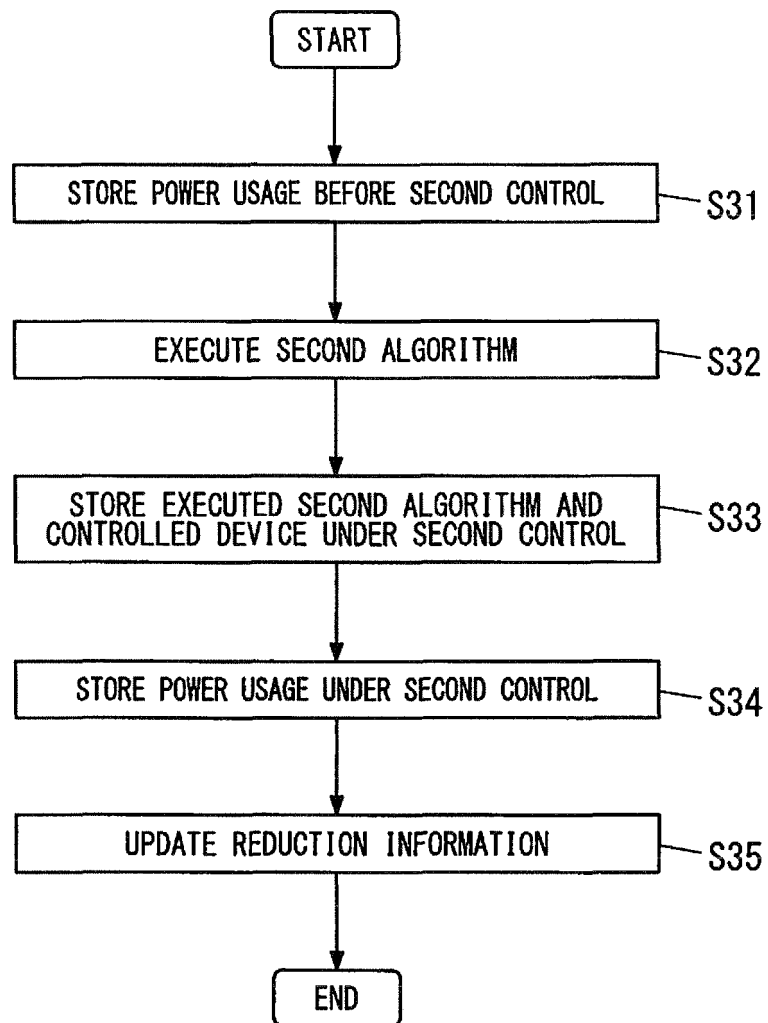 START
STORE POWER USAGE BEFORE SECOND CONTROL
S31
EXECUTE SECOND ALGORITHM
S32
STORE EXECUTED SECOND ALGORITHM AND
CONTROLLED DEVICE UNDER SECOND CONTROL
S33
STORE POWER USAGE UNDER SECOND CONTROL
S34
UPDATE REDUCTION INFORMATION
S35
END